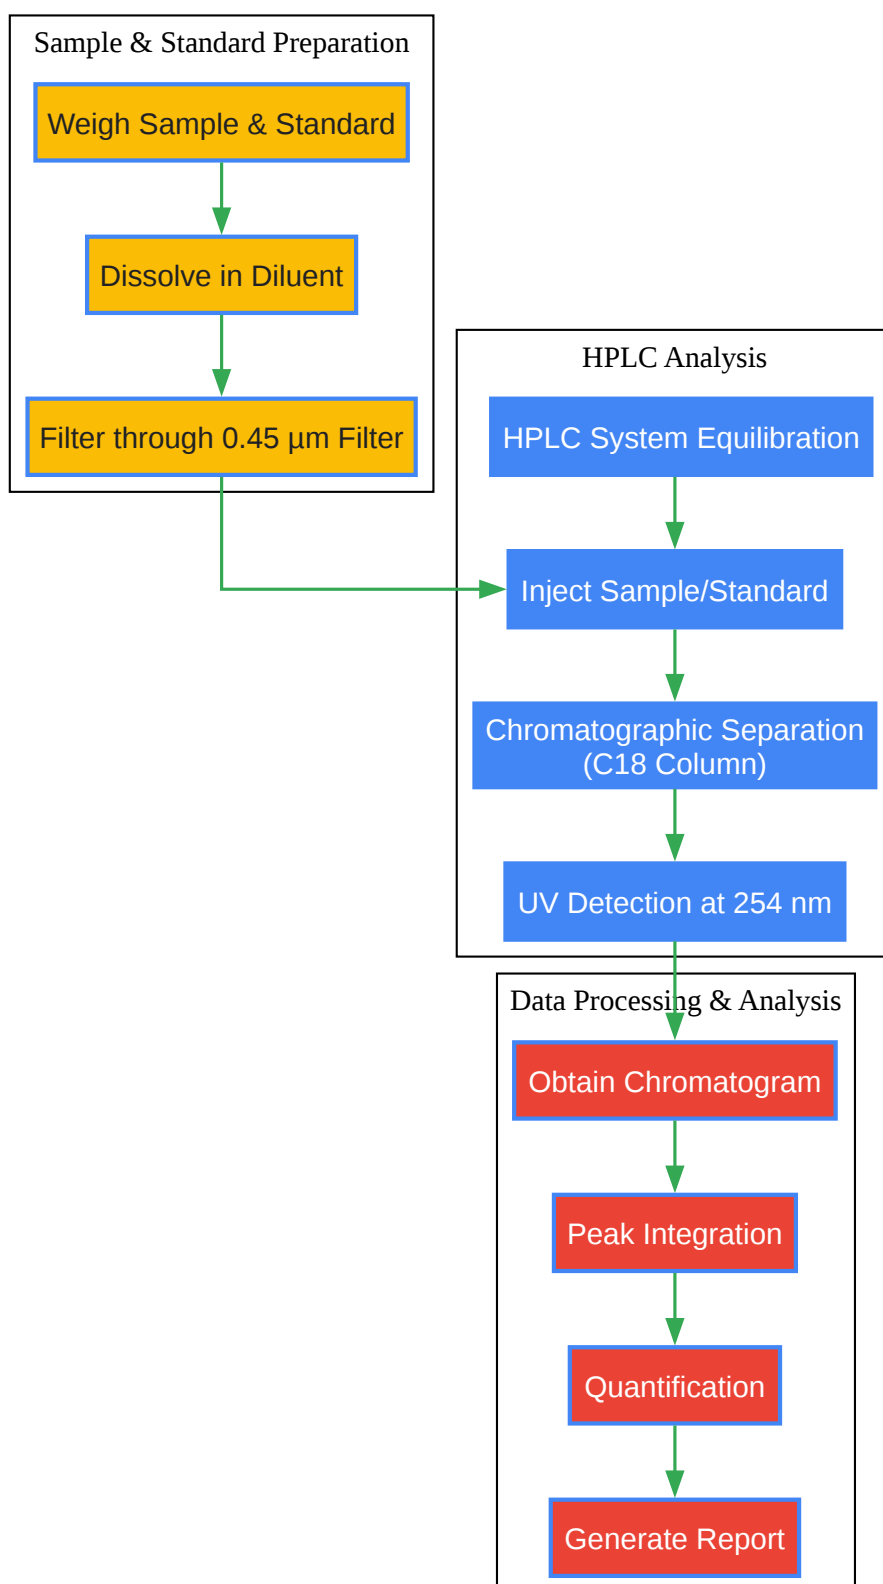 Sample & Standard Preparation
Weigh Sample & Standard
Dissolve in Diluent
Filter through 0.45 µm Filter
HPLC Analysis
HPLC System Equilibration
Inject Sample/Standard
Chromatographic Separation
(C18 Column)
UV Detection at 254 nm
Data Processing & Analysis
Obtain Chromatogram
Peak Integration
Quantification
Generate Report